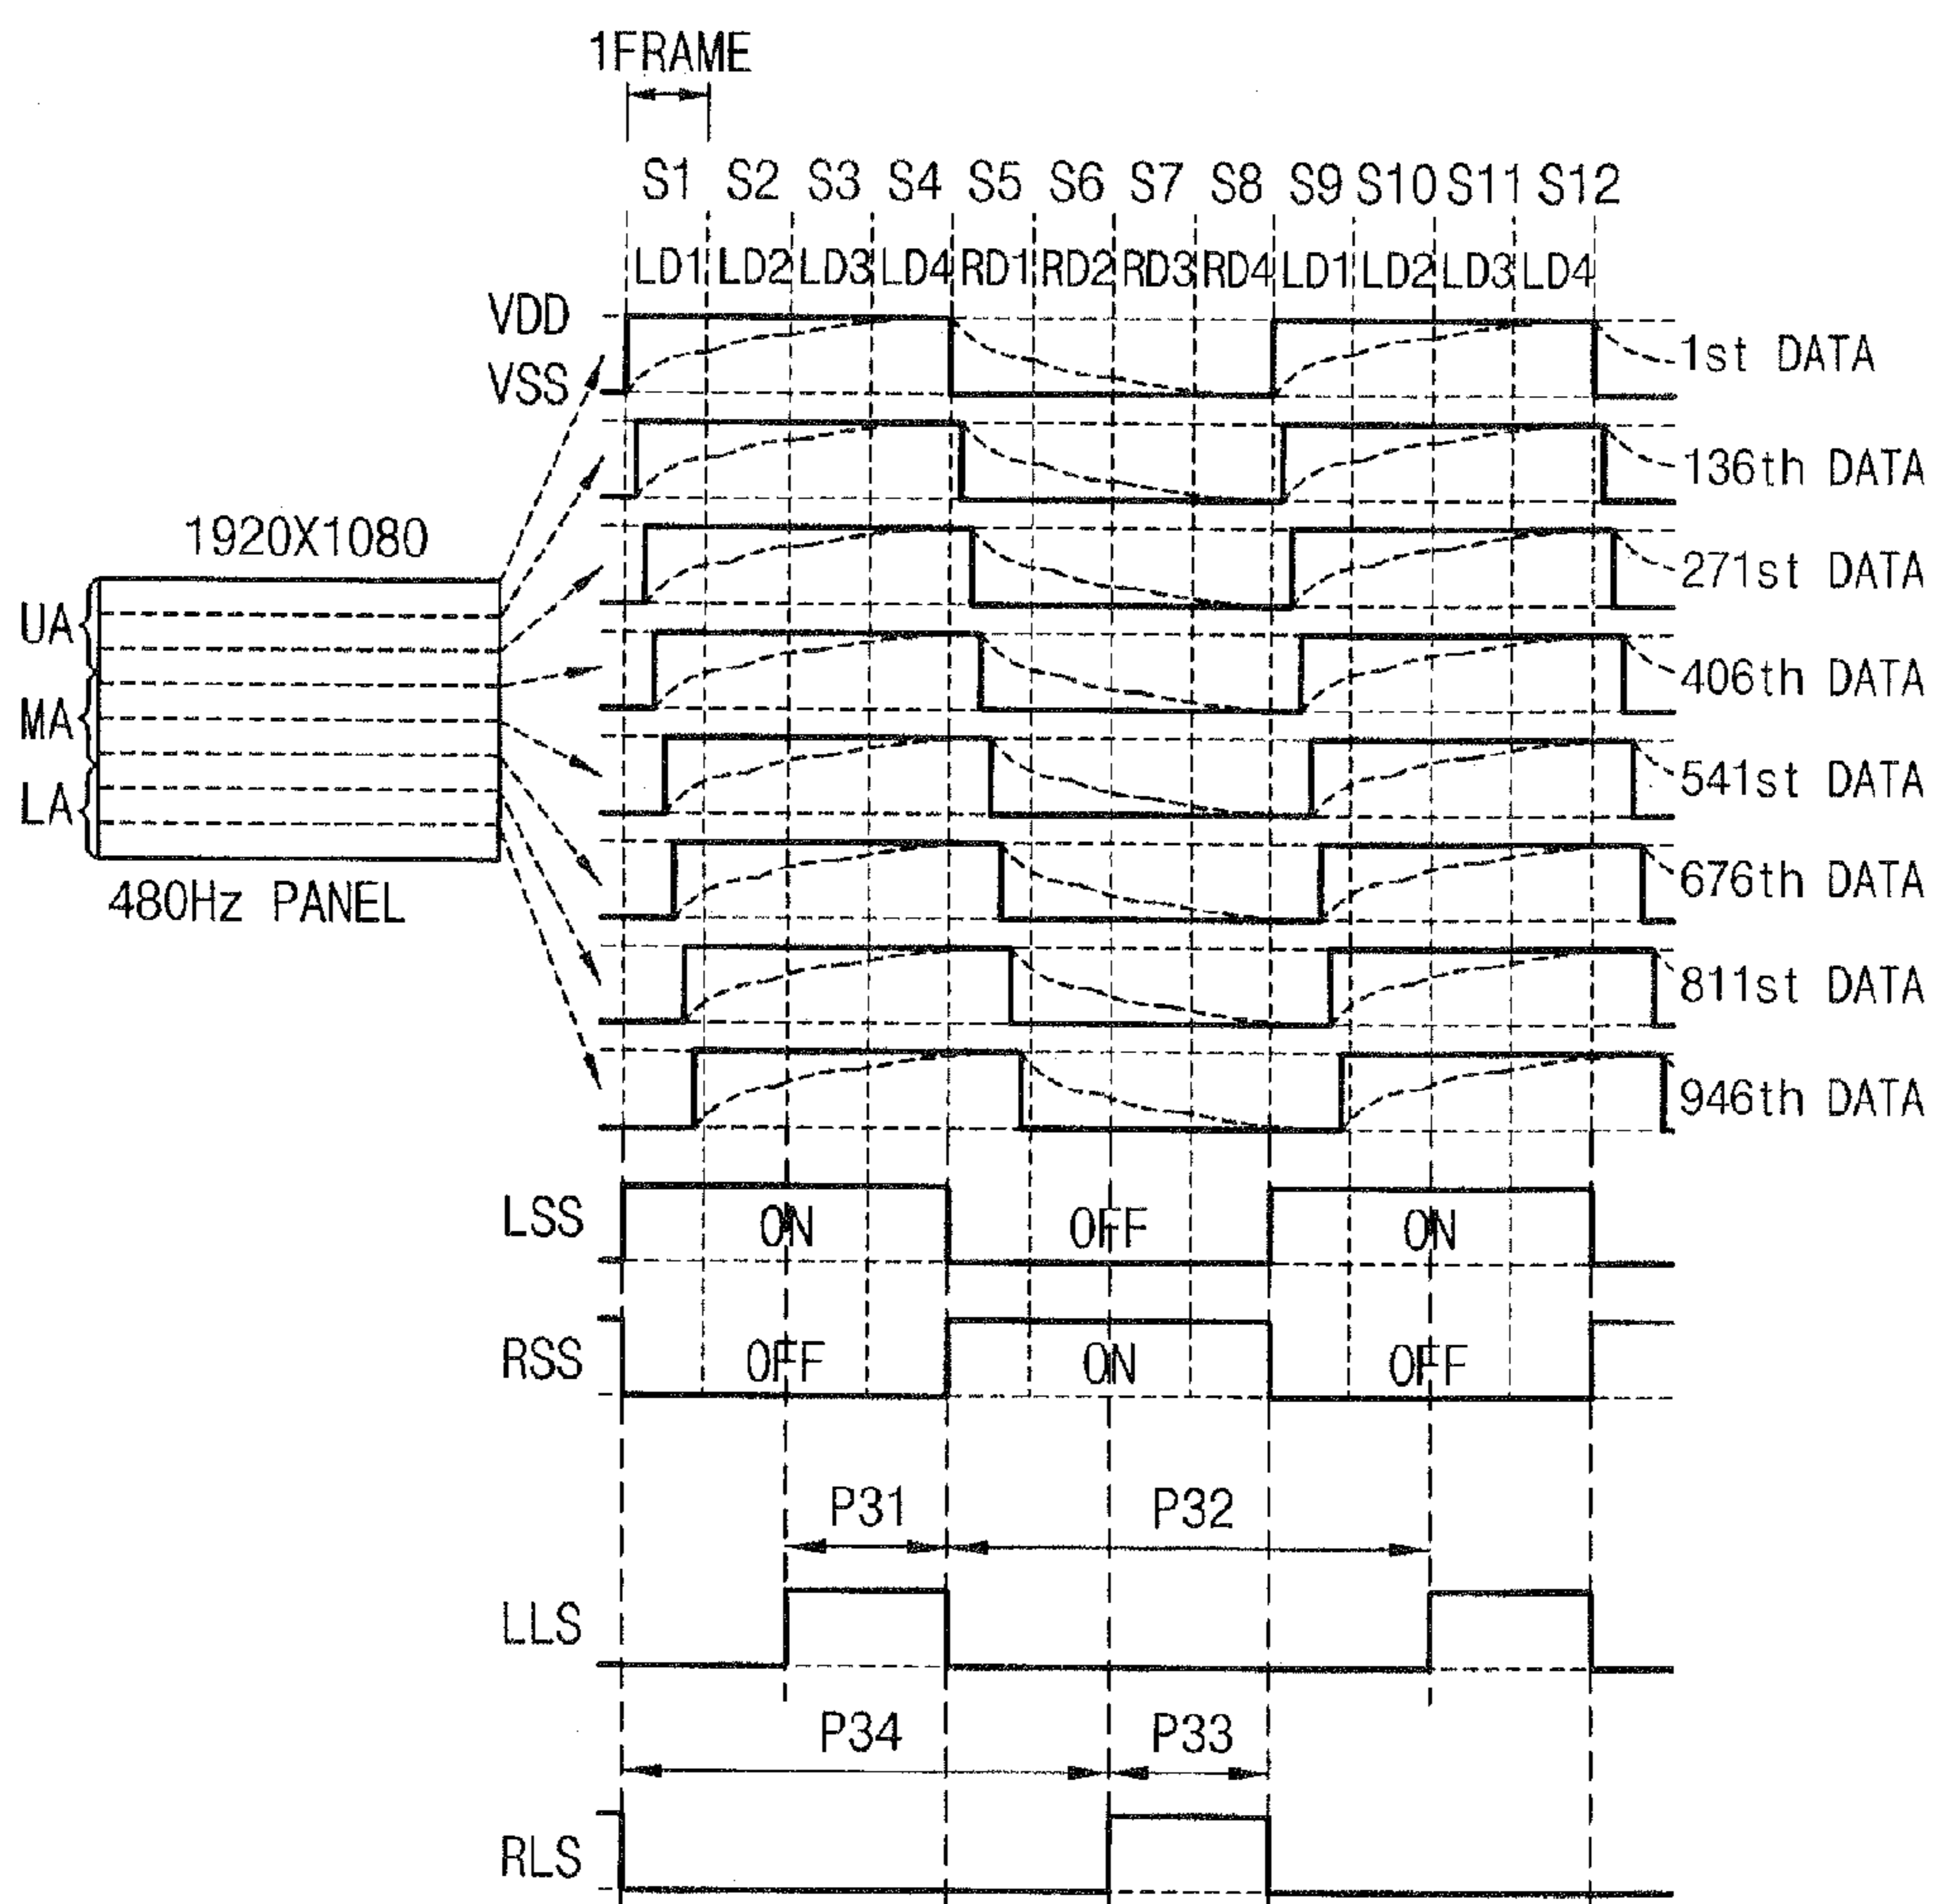 1FRAME
S1 S2 S3 S4 S5 S6 S7 S8 S9 S10 S11 S12
LD1 LD2 LD3 LD4 RD1 RD2 RD3 RD4 LD1 LD2 LD3 LD4
VDD
VSS
1st DATA
136th DATA
271st DATA
406th DATA
541st DATA
676th DATA
811st DATA
946th DATA
1920X1080
UA
MA
LA
480Hz PANEL
LSS ON OFF ON
RSS OFF ON OFF
P31 P32
LLS
P34 P33
RLS